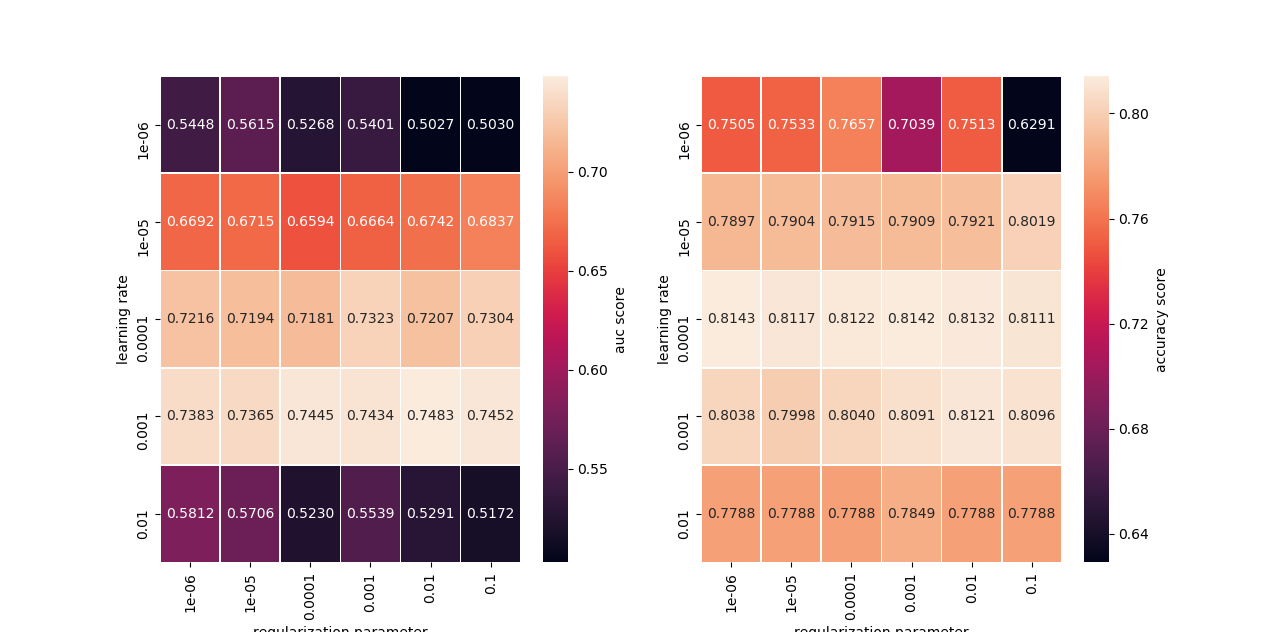 1e-06 0.5448 0.5615 0.5268 0.5401 0.5027 0.5030
1e-05 0.6692 0.6715 0.6594 0.6664 0.6742 0.6837
0.0001 0.7216 0.7194 0.7181 0.7323 0.7207 0.7304
0.001 0.7383 0.7365 0.7445 0.7434 0.7483 0.7452
0.01 0.5812 0.5706 0.5230 0.5539 0.5291 0.5172
learning rate
1e-06 1e-05 0.0001 0.001 0.01 0.1
regularization parameter
0.70
0.65
0.60
0.55
auc score
1e-06 0.7505 0.7533 0.7657 0.7039 0.7513 0.6291
1e-05 0.7897 0.7904 0.7915 0.7909 0.7921 0.8019
0.0001 0.8143 0.8117 0.8122 0.8142 0.8132 0.8111
0.001 0.8038 0.7998 0.8040 0.8091 0.8121 0.8096
0.01 0.7788 0.7788 0.7788 0.7849 0.7788 0.7788
learning rate
1e-06 1e-05 0.0001 0.001 0.01 0.1
regularization parameter
0.80
0.76
0.72
0.68
0.64
accuracy score